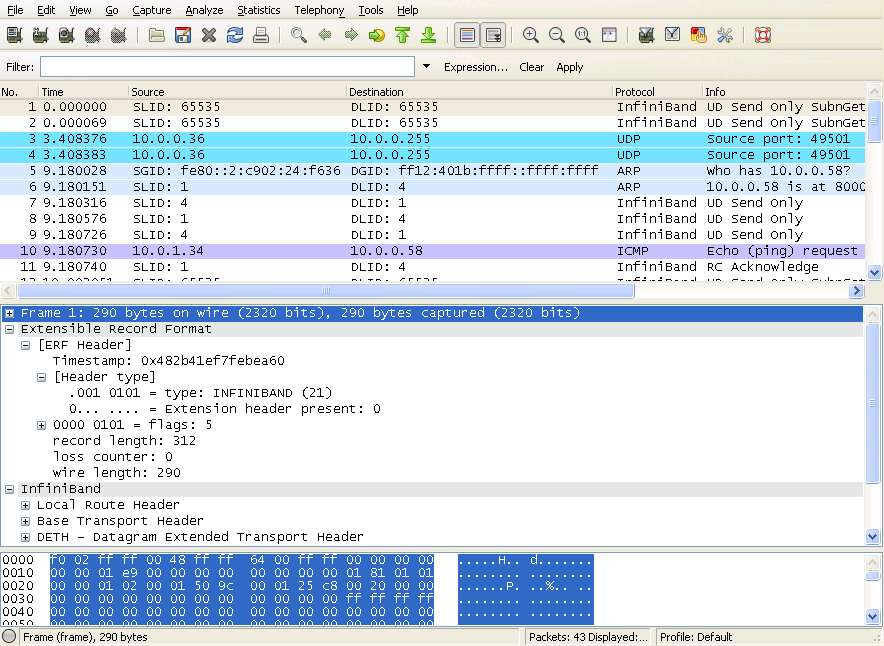 File Edit View Go Capture Analyze Statistics Telephony Tools Help
Filter: Expression... Clear Apply
No. Time Source Destination Protocol Info
1 0.000000 SLID: 65535 DLID: 65535 InfiniBand UD Send Only SubnGet
2 0.000069 SLID: 65535 DLID: 65535 InfiniBand UD Send Only SubnGet
3 3.408376 10.0.0.36 10.0.0.255 UDP Source port: 49501
4 3.408383 10.0.0.36 10.0.0.255 UDP Source port: 49501
5 9.180028 SGID: fe80::2:c902:24:f636 DGID: ff12:401b:ffff::ffff:ffff ARP Who has 10.0.0.58?
6 9.180151 SLID: 1 DLID: 4 ARP 10.0.0.58 is at 8000
7 9.180316 SLID: 4 DLID: 1 InfiniBand UD Send Only
8 9.180576 SLID: 1 DLID: 4 InfiniBand UD Send Only
9 9.180726 SLID: 4 DLID: 1 InfiniBand UD Send Only
10 9.180730 10.0.1.34 10.0.0.58 ICMP Echo (ping) request
11 9.180740 SLID: 1 DLID: 4 InfiniBand RC Acknowledge
Frame 1: 290 bytes on wire (2320 bits), 290 bytes captured (2320 bits)
Extensible Record Format
[ERF Header]
Timestamp: 0x482b41ef7febea60
[Header type]
.001 0101 = type: INFINIBAND (21)
0... .... = Extension header present: 0
0000 0101 = flags: 5
record length: 312
loss counter: 0
wire length: 290
InfiniBand
Local Route Header
Base Transport Header
DETH - Datagram Extended Transport Header
0000 f0 02 ff ff 00 48 ff ff 64 00 ff ff 00 00 00 00 .....H.. d.......
0010 00 00 01 e9 00 00 00 00 00 00 00 00 01 81 01 01 ........ ........
0020 00 00 01 02 00 01 50 9c 00 01 25 c8 00 20 00 00 ......P. ..%.. ..
0030 00 00 00 00 00 00 00 00 00 00 00 00 ff ff ff ff ........ ........
0040 00 00 00 00 00 00 00 00 00 00 00 00 00 00 00 00 ........ ........
Frame (frame), 290 bytes Packets: 43 Displayed:... Profile: Default